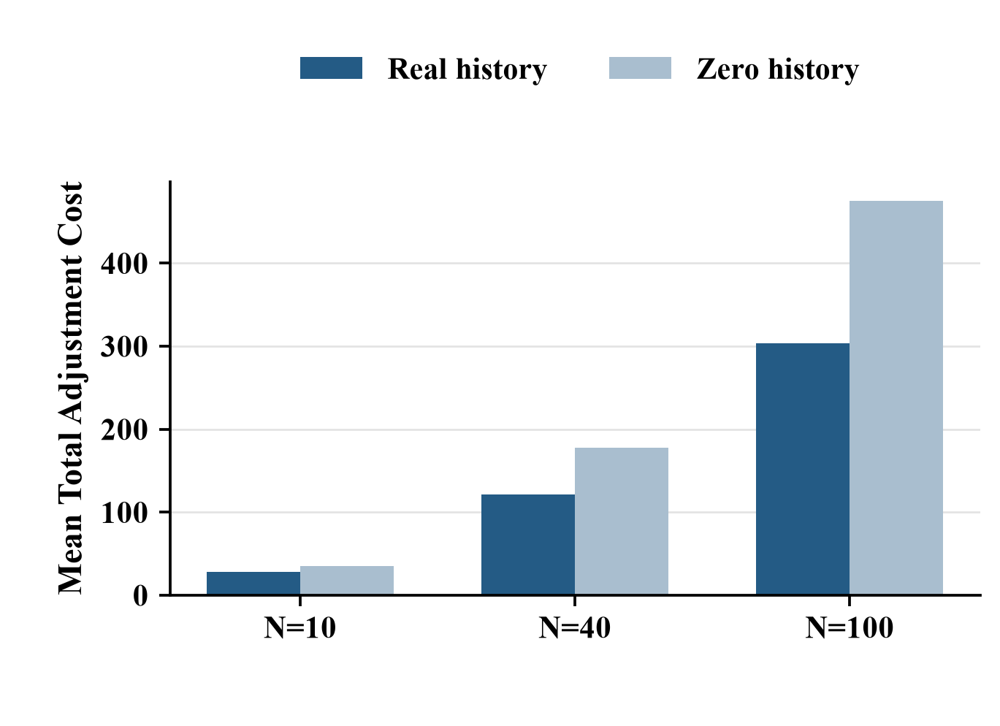 Real history
Zero history
Mean Total Adjustment Cost
400
300
200
100
0
N=10
N=40
N=100